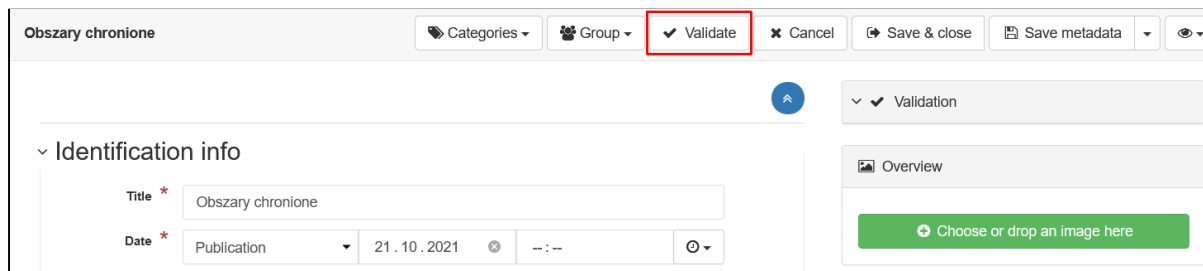 Obszary chronione Categories Group Validate Cancel Save & close Save metadata
Validation
Identification info
Overview
Title * Obszary chronione
Choose or drop an image here
Date * Publication 21 . 10 . 2021 --:--